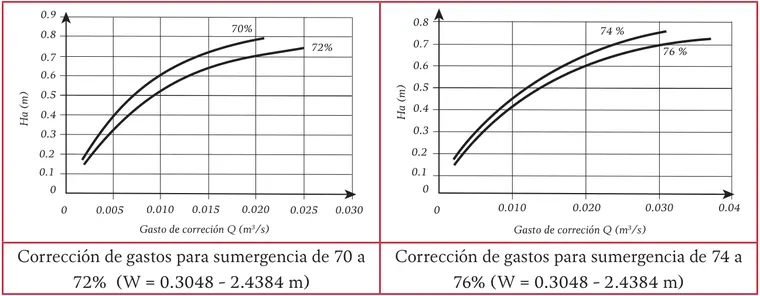 0.9
0.8
0.7
0.6
0.5
0.4
0.3
0.2
0.1
0
Ha (m)
70%
72%
0 0.005 0.010 0.015 0.020 0.025 0.030
Gasto de correción Q (m³/s)
0.8
0.7
0.6
0.5
0.4
0.3
0.2
0.1
0
Ha (m)
74 %
76 %
0 0.010 0.020 0.030 0.04
Gasto de correción Q (m³/s)
Corrección de gastos para sumergencia de 70 a
72% (W = 0.3048 - 2.4384 m)
Corrección de gastos para sumergencia de 74 a
76% (W = 0.3048 - 2.4384 m)